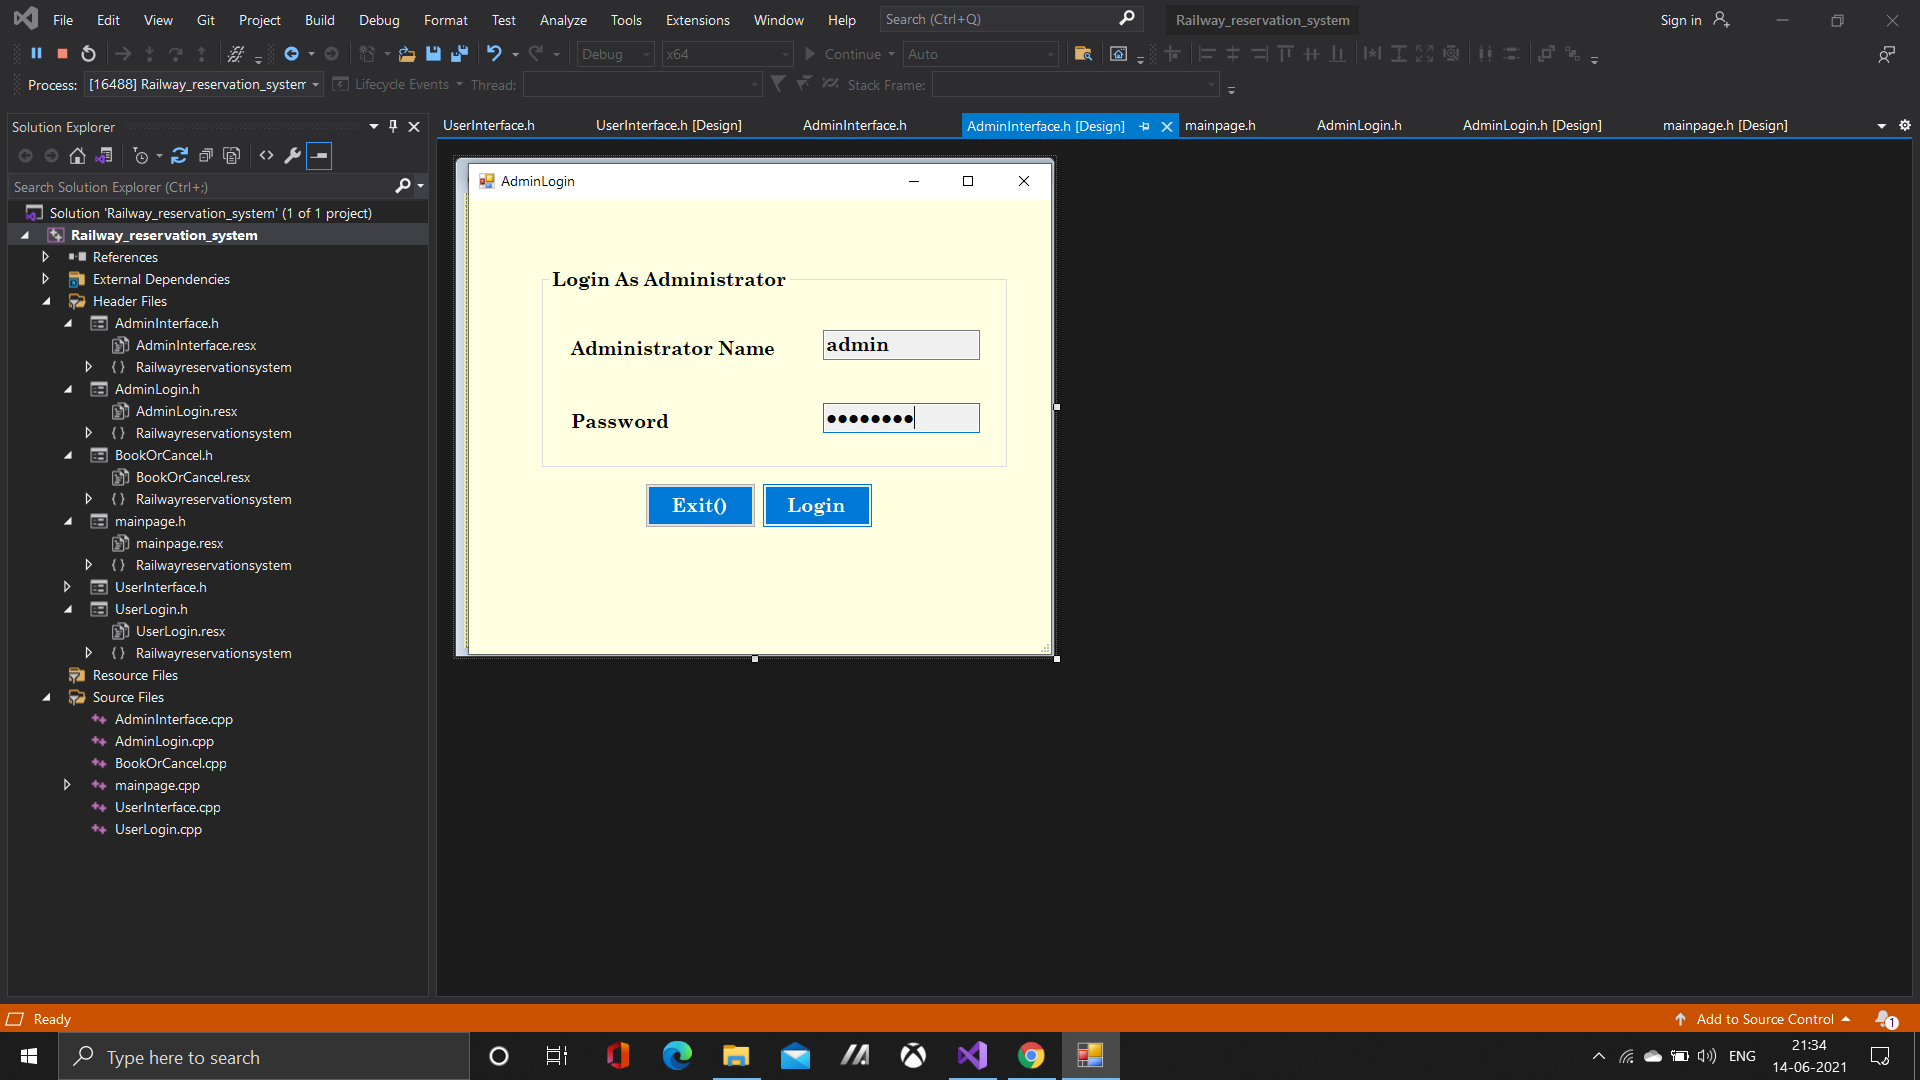 File Edit View Git Project Build Debug Format Test Analyze Tools Extensions Window Help Search (Ctrl+Q) Railway_reservation_system Sign in
Debug x64 Continue Auto
Process: [16488] Railway_reservation_system Lifecycle Events Thread: Stack Frame:
Solution Explorer
UserInterface.h UserInterface.h [Design] AdminInterface.h AdminInterface.h [Design] mainpage.h AdminLogin.h AdminLogin.h [Design] mainpage.h [Design]
Search Solution Explorer (Ctrl+;)
Solution 'Railway_reservation_system' (1 of 1 project)
Railway_reservation_system
References
External Dependencies
Header Files
AdminInterface.h
AdminInterface.resx
Railwayreservationsystem
AdminLogin.h
AdminLogin.resx
Railwayreservationsystem
BookOrCancel.h
BookOrCancel.resx
Railwayreservationsystem
mainpage.h
mainpage.resx
Railwayreservationsystem
UserInterface.h
UserLogin.h
UserLogin.resx
Railwayreservationsystem
Resource Files
Source Files
AdminInterface.cpp
AdminLogin.cpp
BookOrCancel.cpp
mainpage.cpp
UserInterface.cpp
UserLogin.cpp
AdminLogin
Login As Administrator
Administrator Name admin
Password ●●●●●●●●
Exit() Login
Ready
Add to Source Control 1
Type here to search
ENG
21:34
14-06-2021